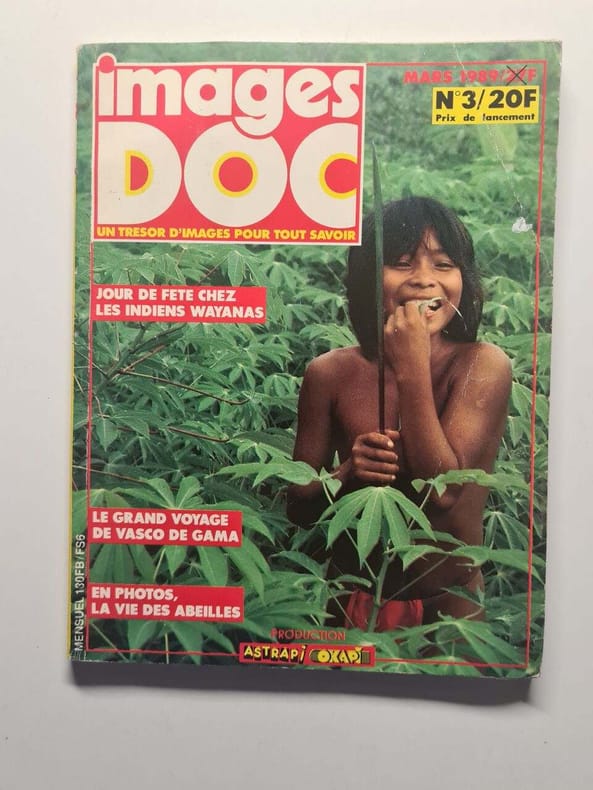 images
DOC
UN TRESOR D'IMAGES POUR TOUT SAVOIR
MARS 1989/27F
N°3/20F
Prix de lancement
JOUR DE FETE CHEZ
LES INDIENS WAYANAS
LE GRAND VOYAGE
DE VASCO DE GAMA
EN PHOTOS,
LA VIE DES ABEILLES
MENSUEL 130FB/FS6
PRODUCTION
ASTRAPI OKAPI